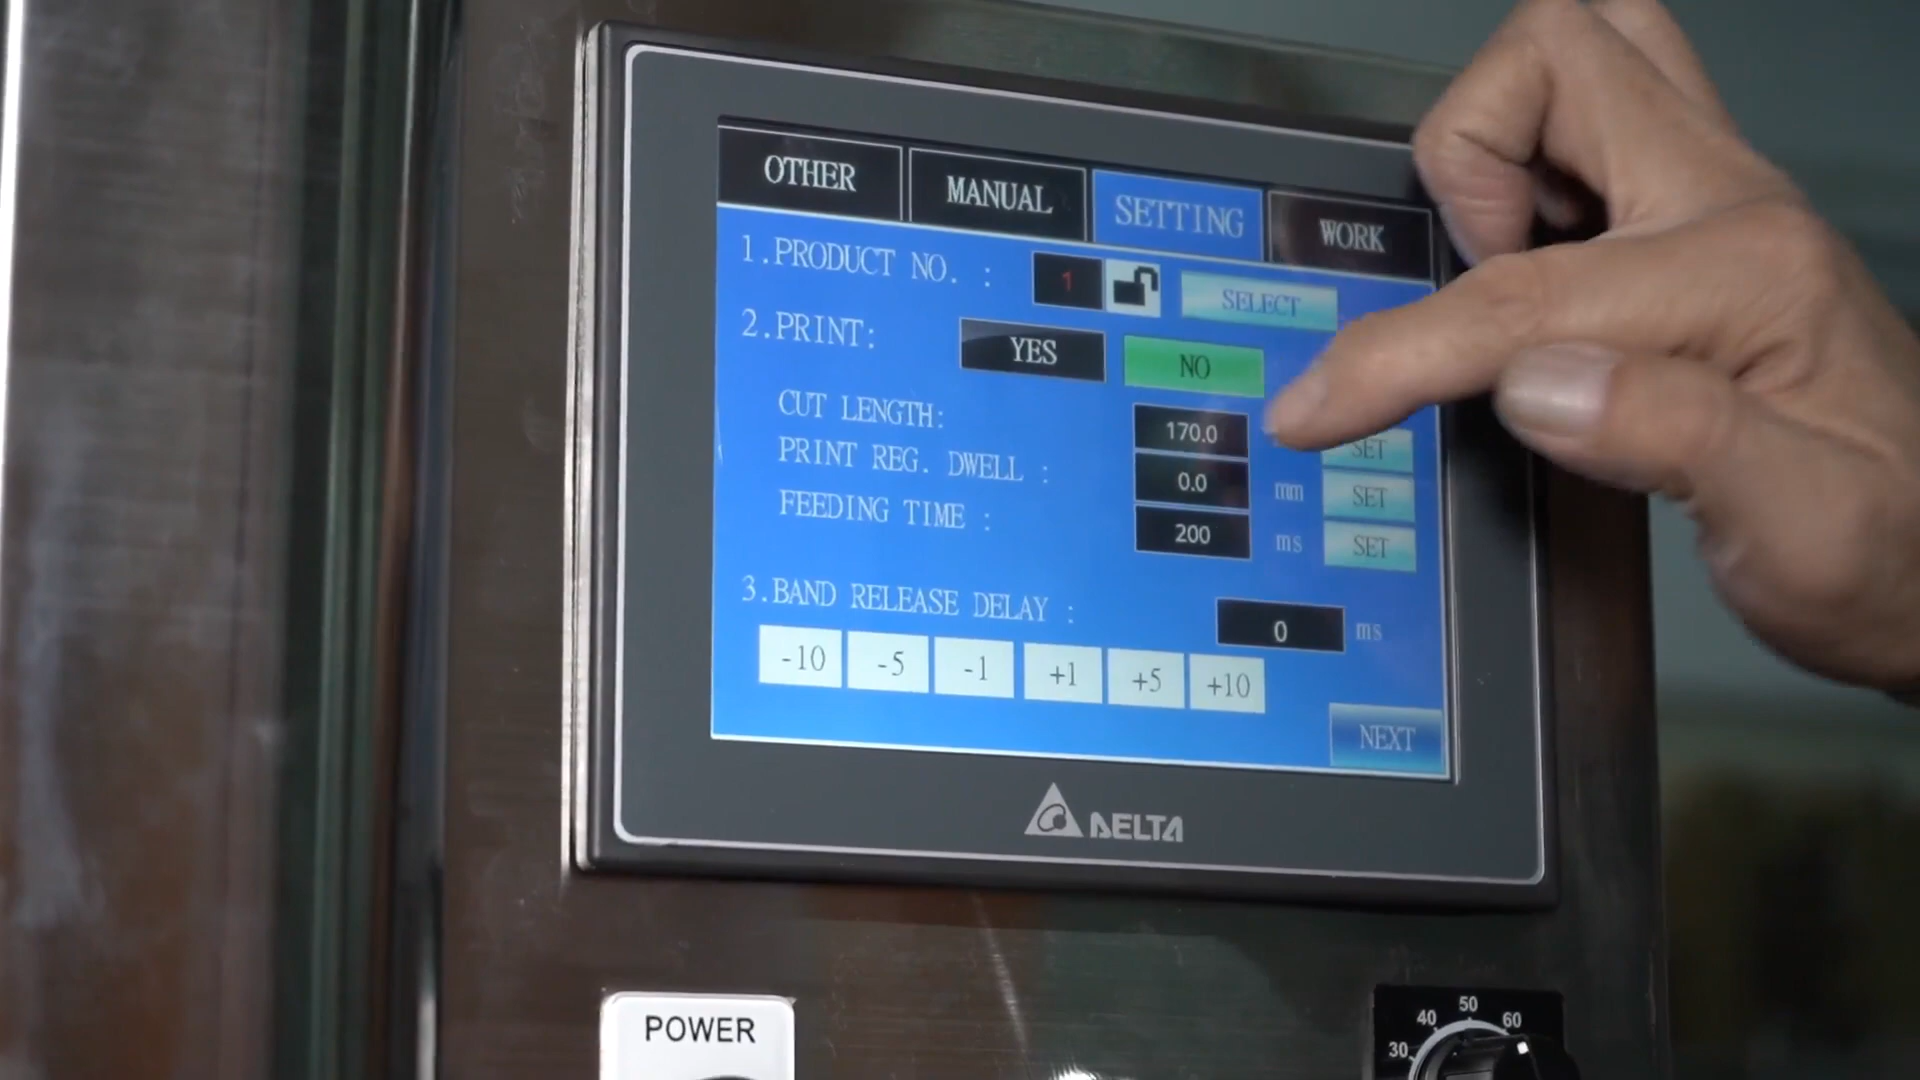 OTHER MANUAL SETTING WORK
1.PRODUCT NO. : 1 SELECT
2.PRINT: YES NO
CUT LENGTH: 170.0 SET
PRINT REG. DWELL : 0.0 mm SET
FEEDING TIME : 200 ms SET
3.BAND RELEASE DELAY : 0 ms
-10 -5 -1 +1 +5 +10
NEXT
DELTA
POWER
30 40 50 60